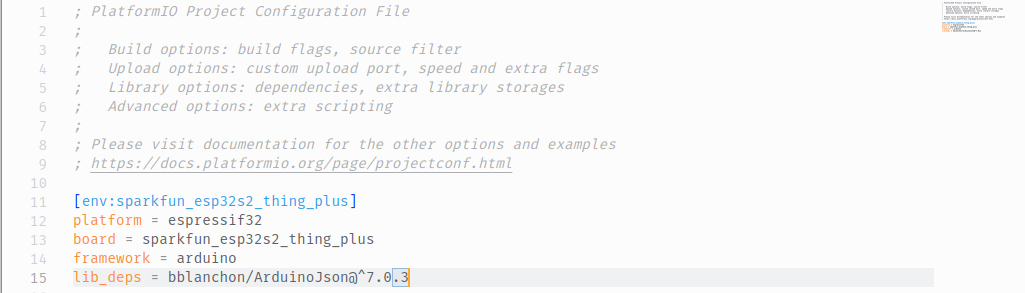 1 ; PlatformIO Project Configuration File
2 ;
3 ;   Build options: build flags, source filter
4 ;   Upload options: custom upload port, speed and extra flags
5 ;   Library options: dependencies, extra library storages
6 ;   Advanced options: extra scripting
7 ;
8 ; Please visit documentation for the other options and examples
9 ; https://docs.platformio.org/page/projectconf.html
10
11 [env:sparkfun_esp32s2_thing_plus]
12 platform = espressif32
13 board = sparkfun_esp32s2_thing_plus
14 framework = arduino
15 lib_deps = bblanchon/ArduinoJson@^7.0.3